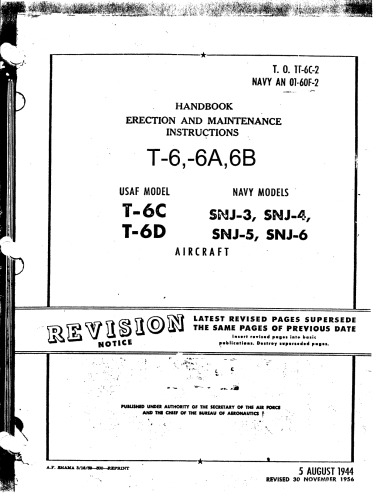 T. O. 1T-6C-2
NAVY AN 01-60F-2
HANDBOOK
ERECTION AND MAINTENANCE
INSTRUCTIONS
T-6,-6A,6B
USAF MODEL NAVY MODELS
T-6C SNJ-3, SNJ-4,
T-6D SNJ-5, SNJ-6
AIRCRAFT
REVISION
NOTICE
LATEST REVISED PAGES SUPERSEDE
THE SAME PAGES OF PREVIOUS DATE
Insert revised pages into basic
publications. Destroy superseded pages.
PUBLISHED UNDER AUTHORITY OF THE SECRETARY OF THE AIR FORCE
AND THE CHIEF OF THE BUREAU OF AERONAUTICS
REPRINT
5 AUGUST 1944
REVISED 30 NOVEMBER 1956